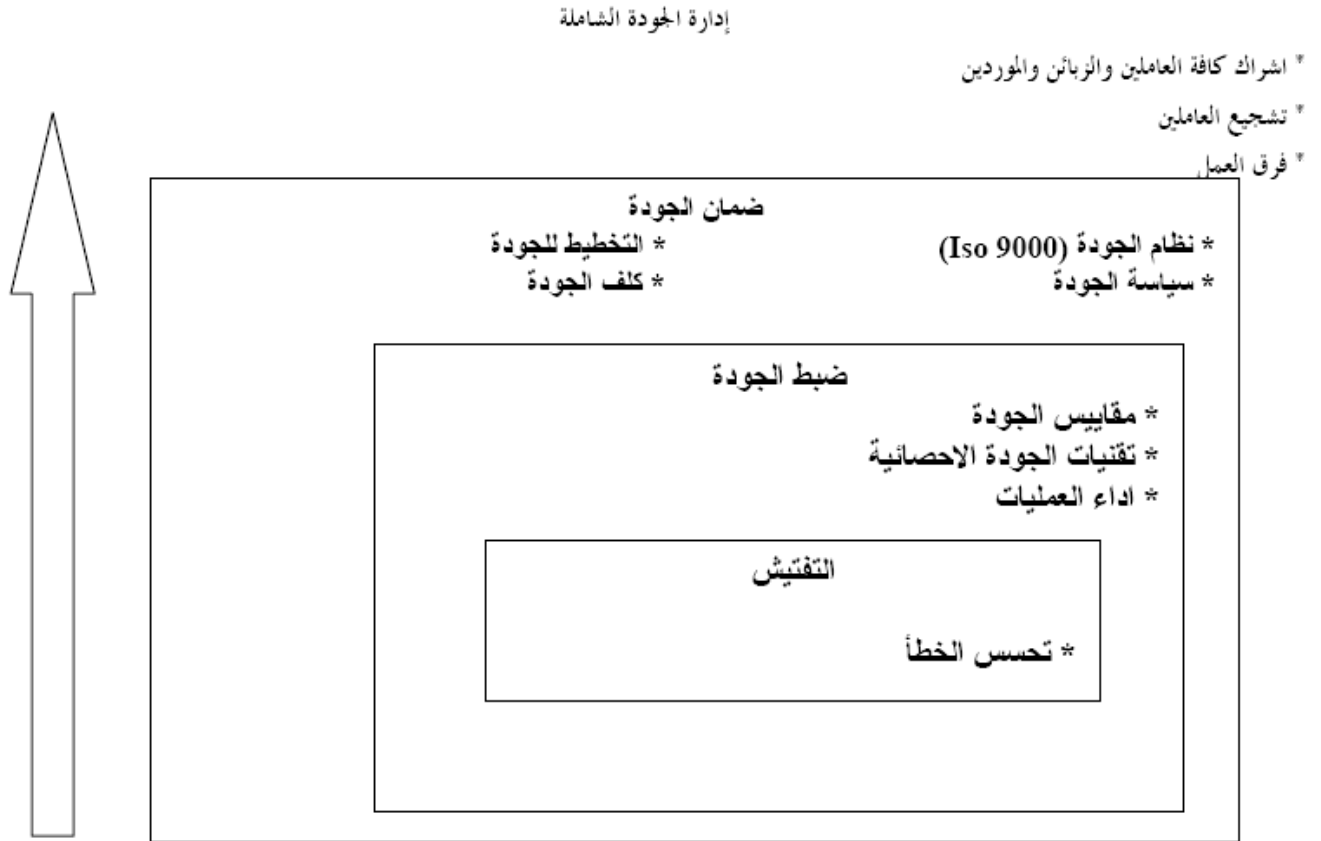 إدارة الجودة الشاملة
* اشراك كافة العاملين والزبائن والموردين
* تشجيع العاملين
* فرق العمل
ضمان الجودة
* نظام الجودة (Iso 9000) * التخطيط للجودة
* سياسة الجودة * كلف الجودة
ضبط الجودة
* مقاييس الجودة
* تقنيات الجودة الاحصائية
* اداء العمليات
التفتيش
* تحسس الخطأ